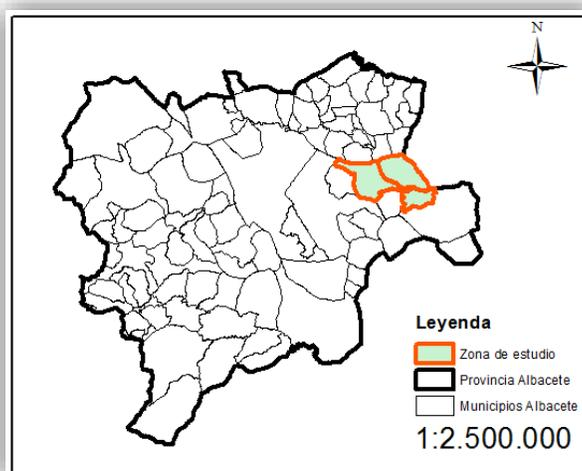 N
Leyenda
Zona de estudio
Provincia Albacete
Municipios Albacete
1:2.500.000